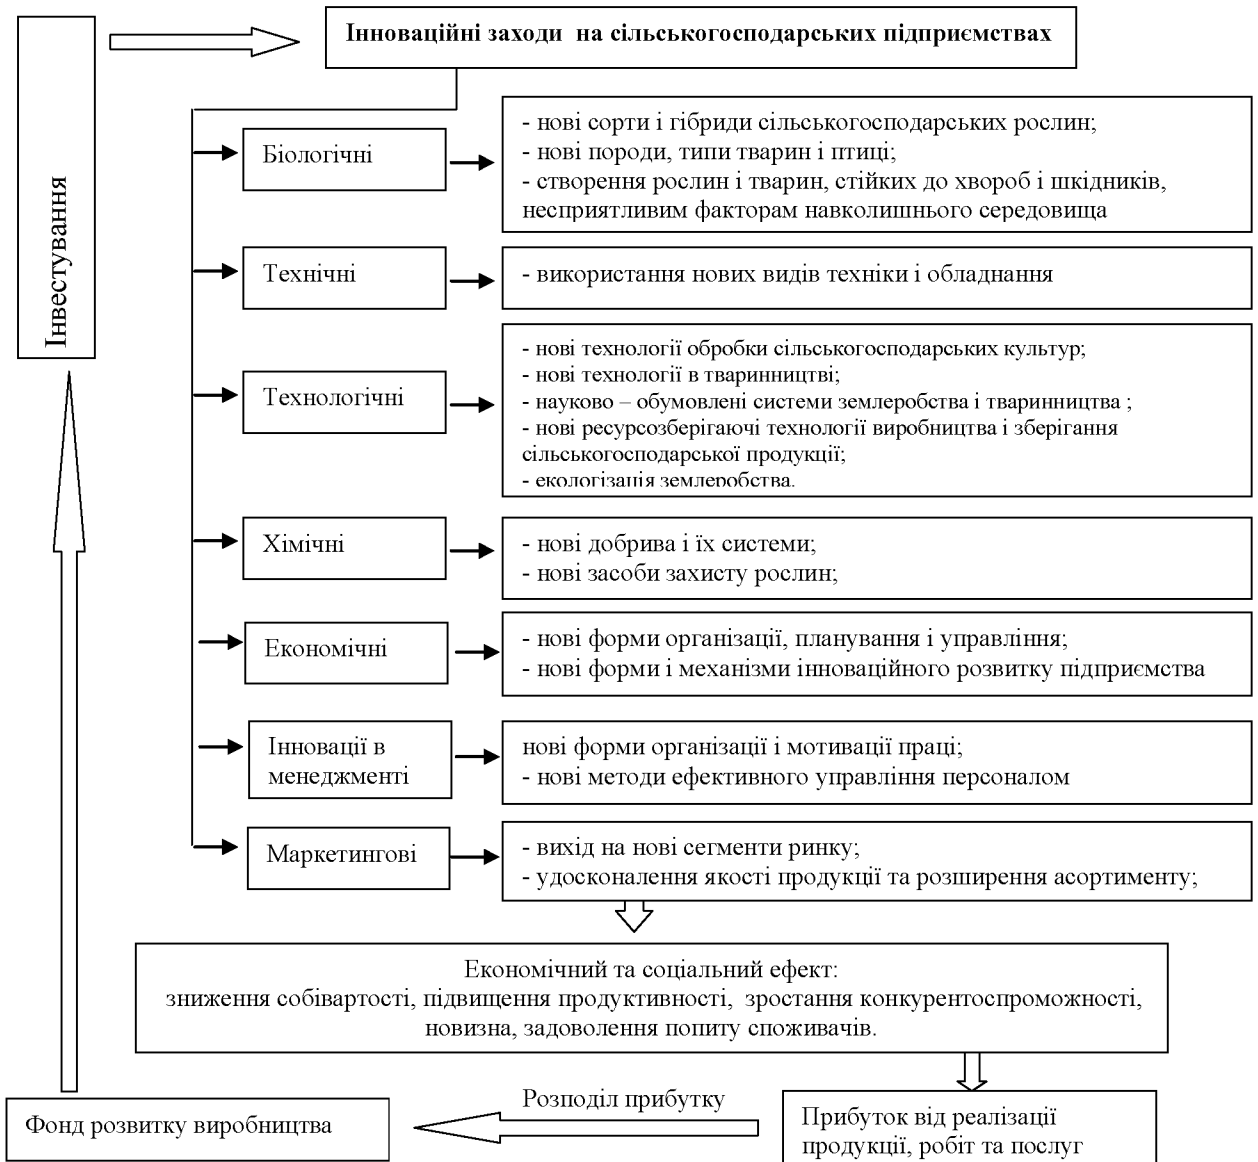 Інноваційні заходи на сільськогосподарських підприємствах
Інвестування
Біологічні
- нові сорти і гібриди сільськогосподарських рослин;
- нові породи, типи тварин і птиці;
- створення рослин і тварин, стійких до хвороб і шкідників,
несприятливим факторам навколишнього середовища
Технічні
- використання нових видів техніки і обладнання
Технологічні
- нові технології обробки сільськогосподарських культур;
- нові технології в тваринництві;
- науково – обумовлені системи землеробства і тваринництва ;
- нові ресурсозберігаючі технології виробництва і зберігання
сільськогосподарської продукції;
- екологізація землеробства.
Хімічні
- нові добрива і їх системи;
- нові засоби захисту рослин;
Економічні
- нові форми організації, планування і управління;
- нові форми і механізми інноваційного розвитку підприємства
Інновації в
менеджменті
нові форми організації і мотивації праці;
- нові методи ефективного управління персоналом
Маркетингові
- вихід на нові сегменти ринку;
- удосконалення якості продукції та розширення асортименту;
Економічний та соціальний ефект:
зниження собівартості, підвищення продуктивності, зростання конкурентоспроможності,
новизна, задоволення попиту споживачів.
Розподіл прибутку
Фонд розвитку виробництва
Прибуток від реалізації
продукції, робіт та послуг